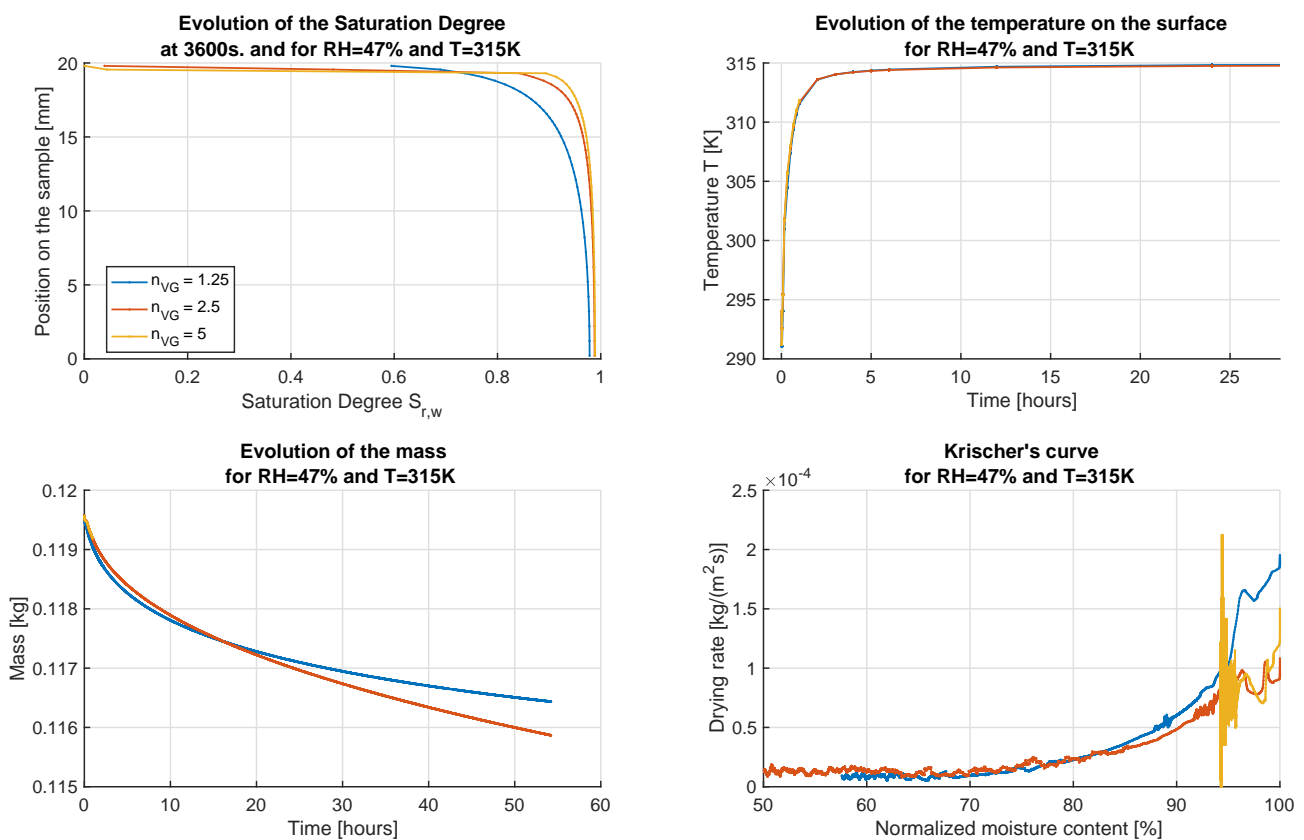 Evolution of the Saturation Degree
at 3600s. and for RH=47% and T=315K
20
15
10
5
0
Position on the sample [mm]
n_VG = 1.25
n_VG = 2.5
n_VG = 5
0 0.2 0.4 0.6 0.8 1
Saturation Degree S_r,w
Evolution of the temperature on the surface
for RH=47% and T=315K
315
310
305
300
295
290
Temperature T [K]
0 5 10 15 20 25
Time [hours]
Evolution of the mass
for RH=47% and T=315K
0.12
0.119
0.118
0.117
0.116
0.115
Mass [kg]
0 10 20 30 40 50 60
Time [hours]
Krischer's curve
for RH=47% and T=315K
×10^-4
2.5
2
1.5
1
0.5
0
Drying rate [kg/(m^2 s)]
50 60 70 80 90 100
Normalized moisture content [%]